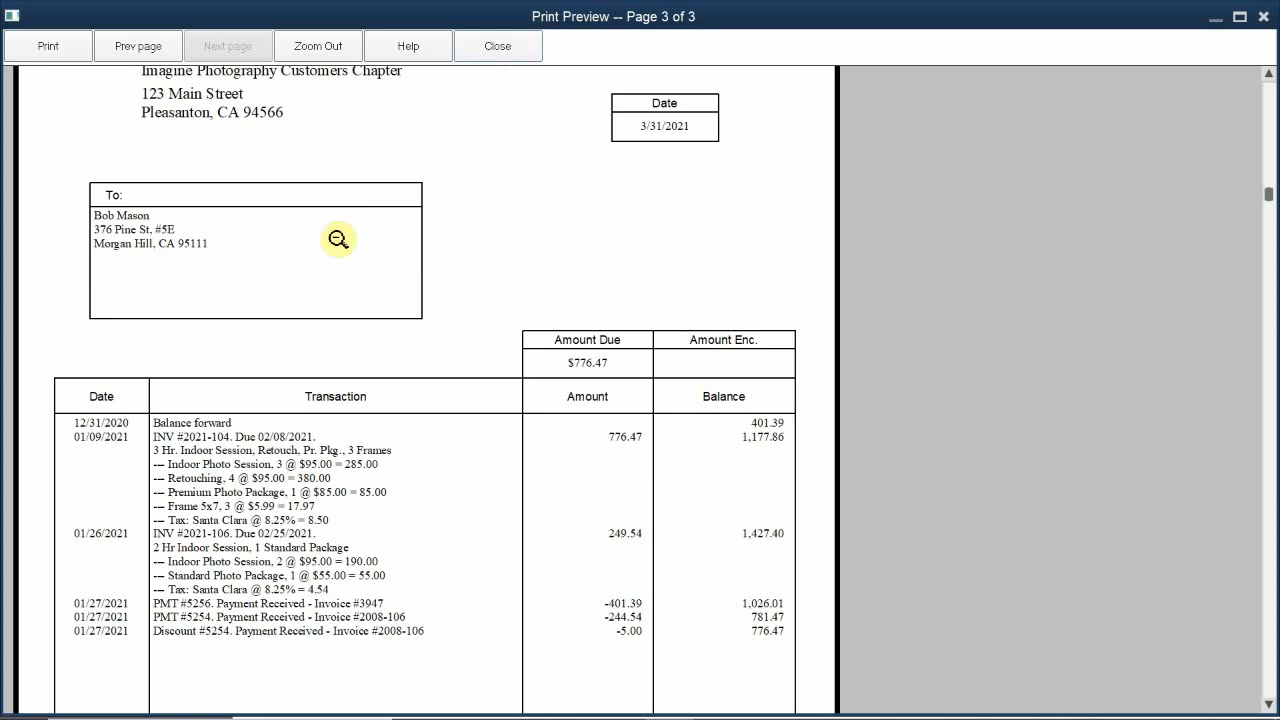 Print Preview -- Page 3 of 3
Print Prev page Next page Zoom Out Help Close
Imagine Photography Customers Chapter
123 Main Street
Pleasanton, CA 94566
Date
3/31/2021
To:
Bob Mason
376 Pine St, #5E
Morgan Hill, CA 95111
Amount Due Amount Enc.
$776.47
Date Transaction Amount Balance
12/31/2020 Balance forward 401.39
01/09/2021 INV #2021-104. Due 02/08/2021. 776.47 1,177.86
3 Hr. Indoor Session, Retouch, Pr. Pkg., 3 Frames
--- Indoor Photo Session, 3 @ $95.00 = 285.00
--- Retouching, 4 @ $95.00 = 380.00
--- Premium Photo Package, 1 @ $85.00 = 85.00
--- Frame 5x7, 3 @ $5.99 = 17.97
--- Tax: Santa Clara @ 8.25% = 8.50
01/26/2021 INV #2021-106. Due 02/25/2021. 249.54 1,427.40
2 Hr Indoor Session, 1 Standard Package
--- Indoor Photo Session, 2 @ $95.00 = 190.00
--- Standard Photo Package, 1 @ $55.00 = 55.00
--- Tax: Santa Clara @ 8.25% = 4.54
01/27/2021 PMT #5256. Payment Received - Invoice #3947 -401.39 1,026.01
01/27/2021 PMT #5254. Payment Received - Invoice #2008-106 -244.54 781.47
01/27/2021 Discount #5254. Payment Received - Invoice #2008-106 -5.00 776.47